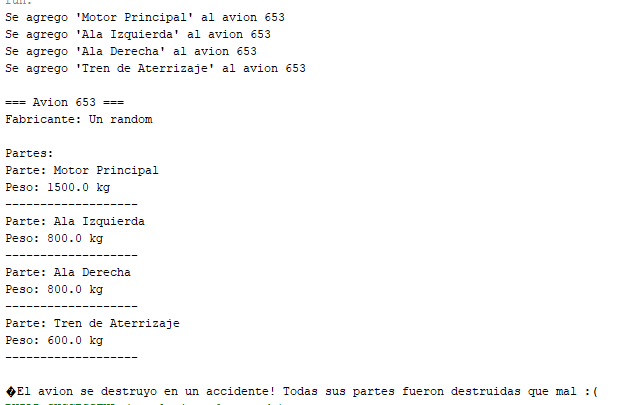 run:
Se agrego 'Motor Principal' al avion 653
Se agrego 'Ala Izquierda' al avion 653
Se agrego 'Ala Derecha' al avion 653
Se agrego 'Tren de Aterrizaje' al avion 653
=== Avion 653 ===
Fabricante: Un random
Partes:
Parte: Motor Principal
Peso: 1500.0 kg
-------------------
Parte: Ala Izquierda
Peso: 800.0 kg
-------------------
Parte: Ala Derecha
Peso: 800.0 kg
-------------------
Parte: Tren de Aterrizaje
Peso: 600.0 kg
-------------------
�El avion se destruyo en un accidente! Todas sus partes fueron destruidas que mal :(